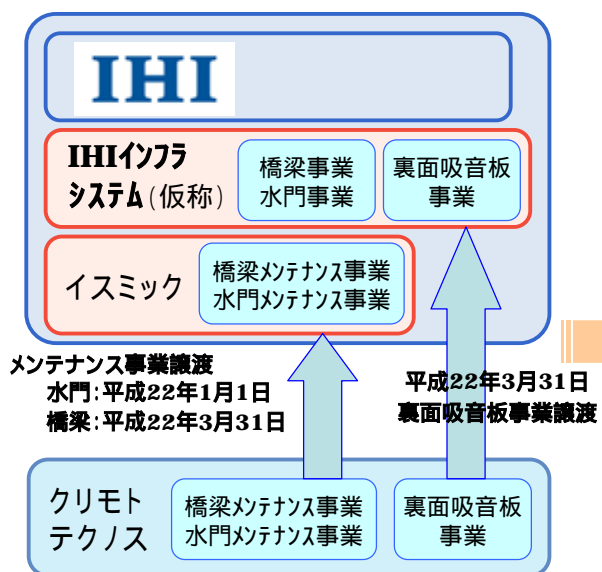 IHI
IHIインフラ
システム(仮称)
橋梁事業
水門事業
裏面吸音板
事業
イスミック
橋梁メンテナンス事業
水門メンテナンス事業
メンテナンス事業譲渡
水門:平成22年1月1日
橋梁:平成22年3月31日
平成22年3月31日
裏面吸音板事業譲渡
クリモト
テクノス
橋梁メンテナンス事業
水門メンテナンス事業
裏面吸音板
事業